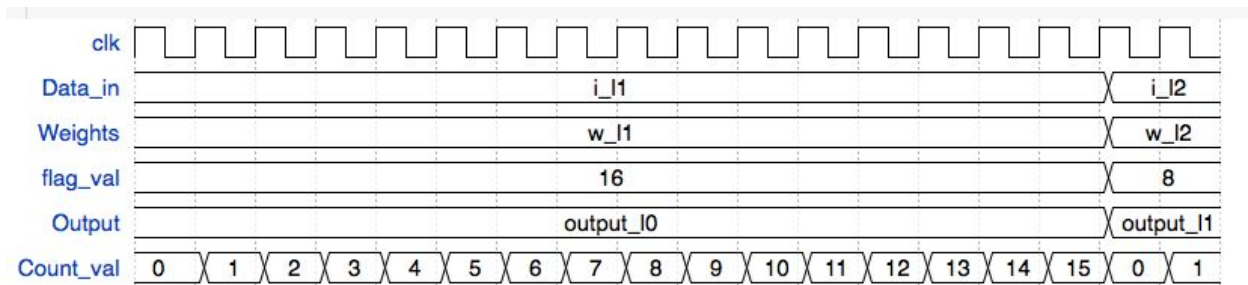 clk
Data_in i_l1 i_l2
Weights w_l1 w_l2
flag_val 16 8
Output output_l0 output_l1
Count_val 0 1 2 3 4 5 6 7 8 9 10 11 12 13 14 15 0 1